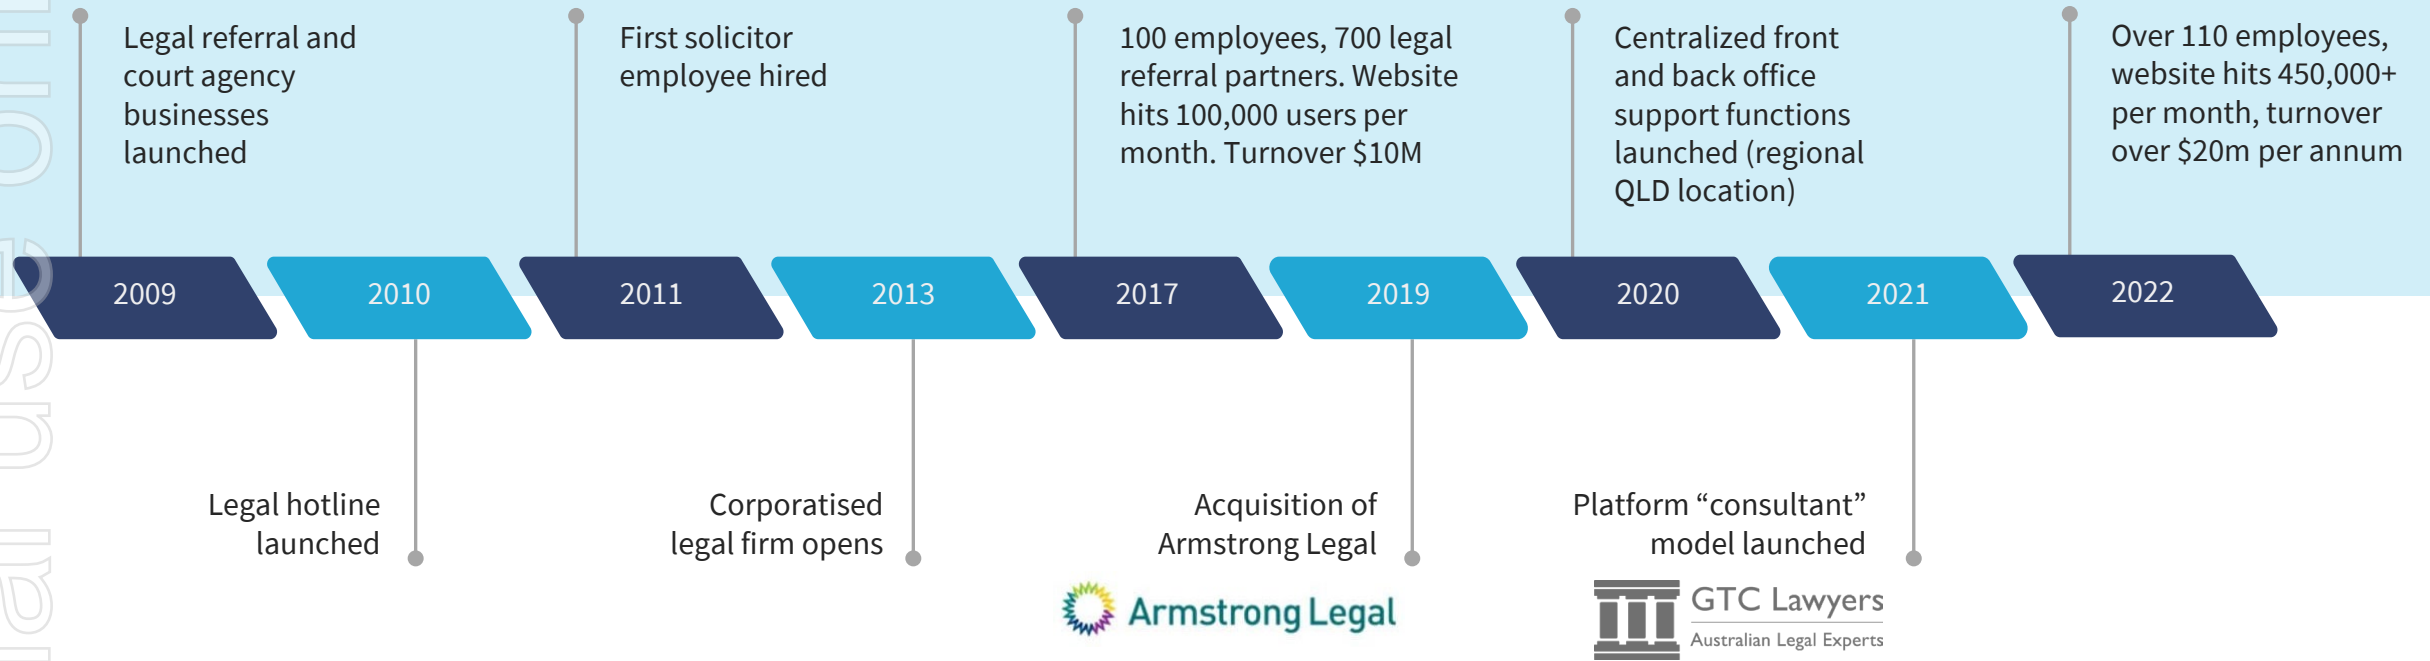 Legal referral and
court agency
businesses
launched
First solicitor
employee hired
100 employees, 700 legal
referral partners. Website
hits 100,000 users per
month. Turnover $10M
Centralized front
and back office
support functions
launched (regional
QLD location)
Over 110 employees,
website hits 450,000+
per month, turnover
over $20m per annum
2009
2010
2011
2013
2017
2019
2020
2021
2022
Legal hotline
launched
Corporatised
legal firm opens
Acquisition of
Armstrong Legal
Platform “consultant”
model launched
Armstrong Legal
GTC Lawyers
Australian Legal Experts
use